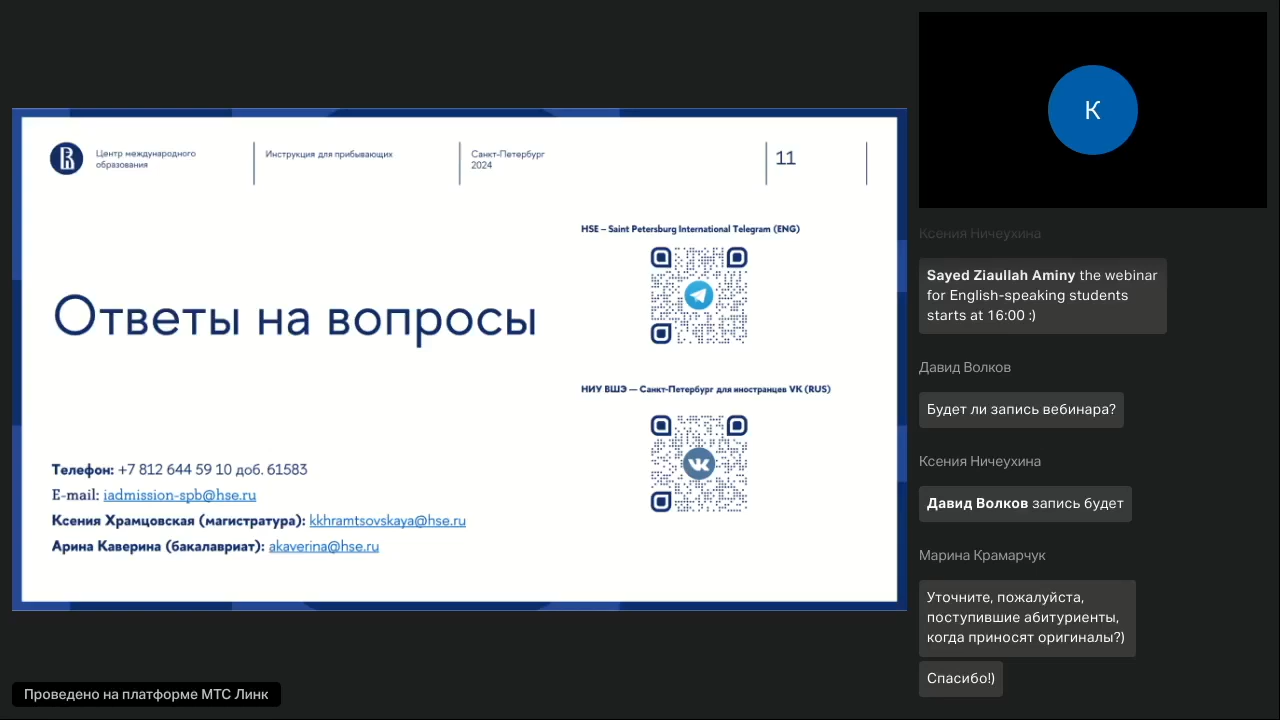 Центр международного
образования
Инструкция для прибывающих
Санкт-Петербург
2024
11
HSE – Saint Petersburg International Telegram (ENG)
Ответы на вопросы
НИУ ВШЭ — Санкт-Петербург для иностранцев VK (RUS)
Телефон: +7 812 644 59 10 доб. 61583
E-mail: iadmission-spb@hse.ru
Ксения Храмцовская (магистратура): kkhramtsovskaya@hse.ru
Арина Каверина (бакалавриат): akaverina@hse.ru
Проведено на платформе МТС Линк
К
Ксения Ничеухина
Sayed Ziaullah Aminy the webinar
for English-speaking students
starts at 16:00 :)
Давид Волков
Будет ли запись вебинара?
Ксения Ничеухина
Давид Волков запись будет
Марина Крамарчук
Уточните, пожалуйста,
поступившие абитуриенты,
когда приносят оригиналы?)
Спасибо!)